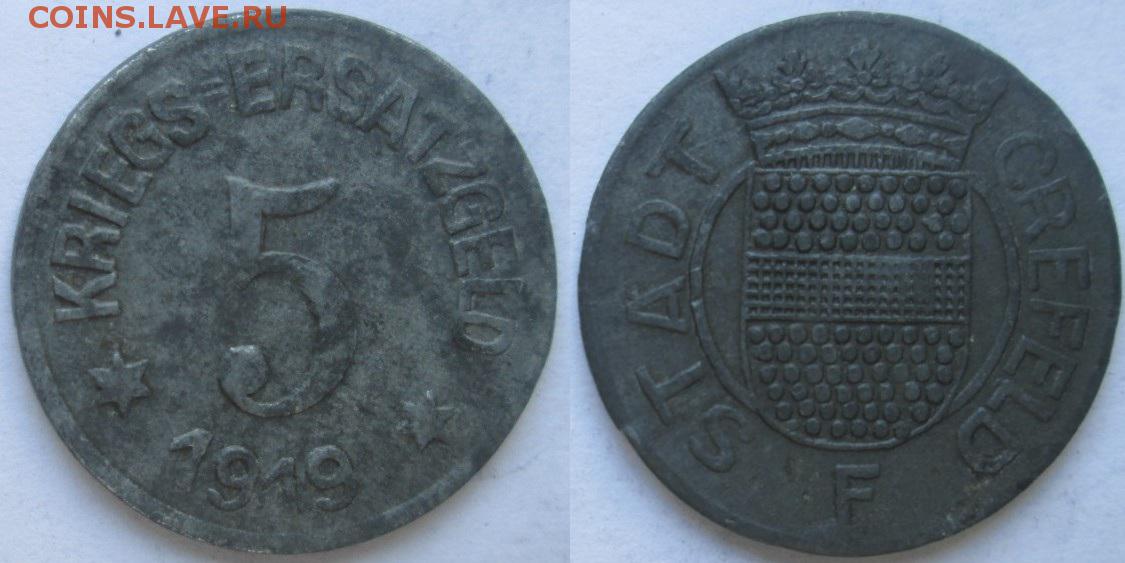 COINS.LAVE.RU
KRIEGS=ERSATZGELD
5
1919
STADT CREFELD
F